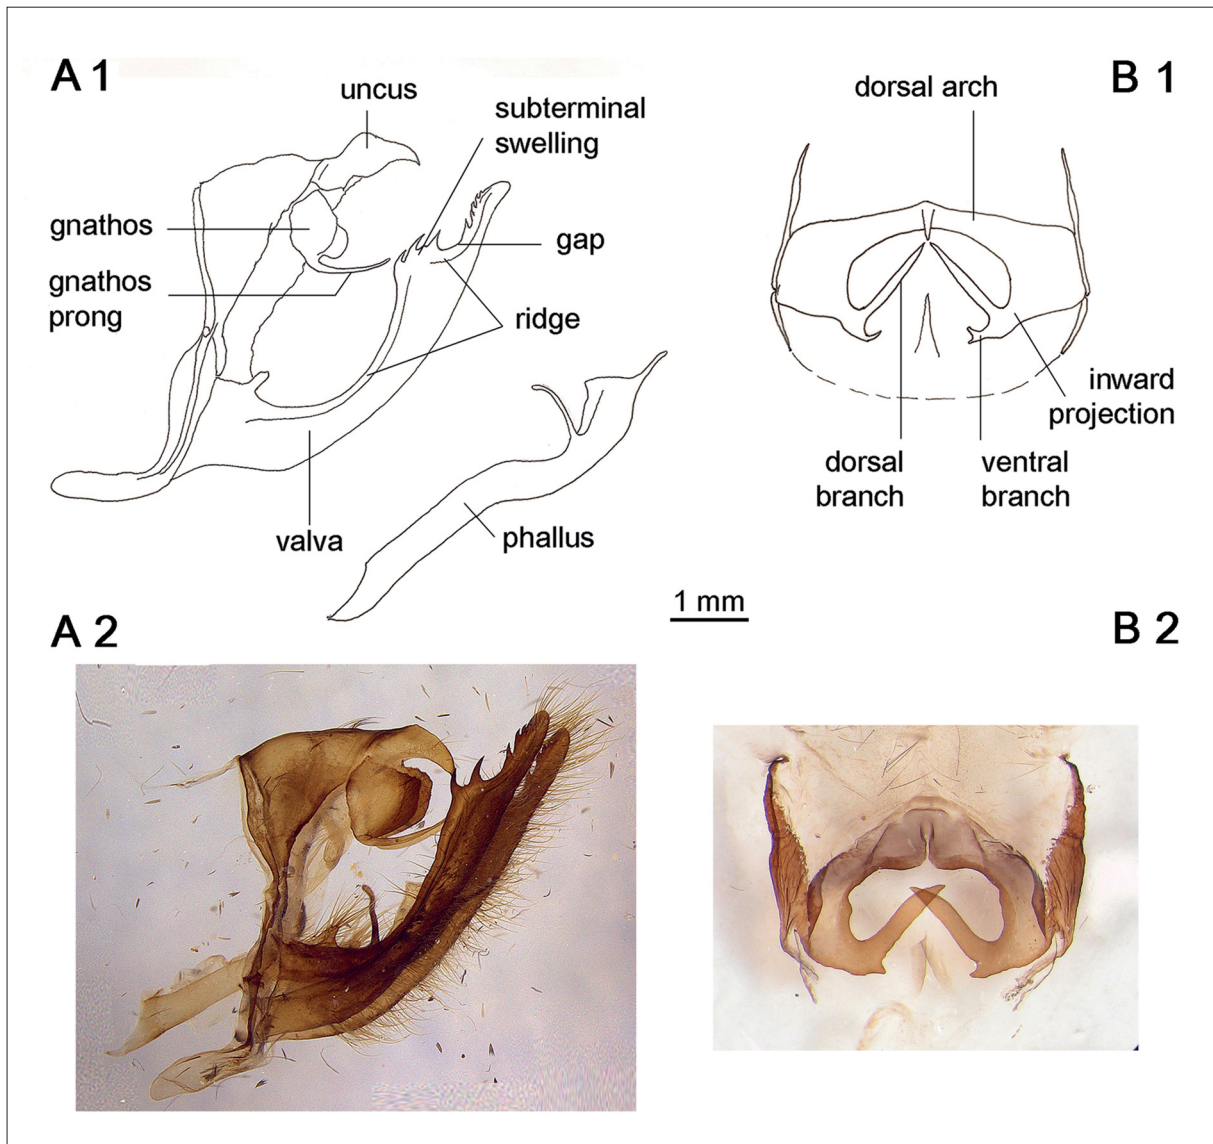 A 1
uncus
subterminal
swelling
gnathos
gap
gnathos
prong
ridge
valva
phallus
B 1
dorsal arch
inward
projection
dorsal
branch
ventral
branch
1 mm
A 2
B 2